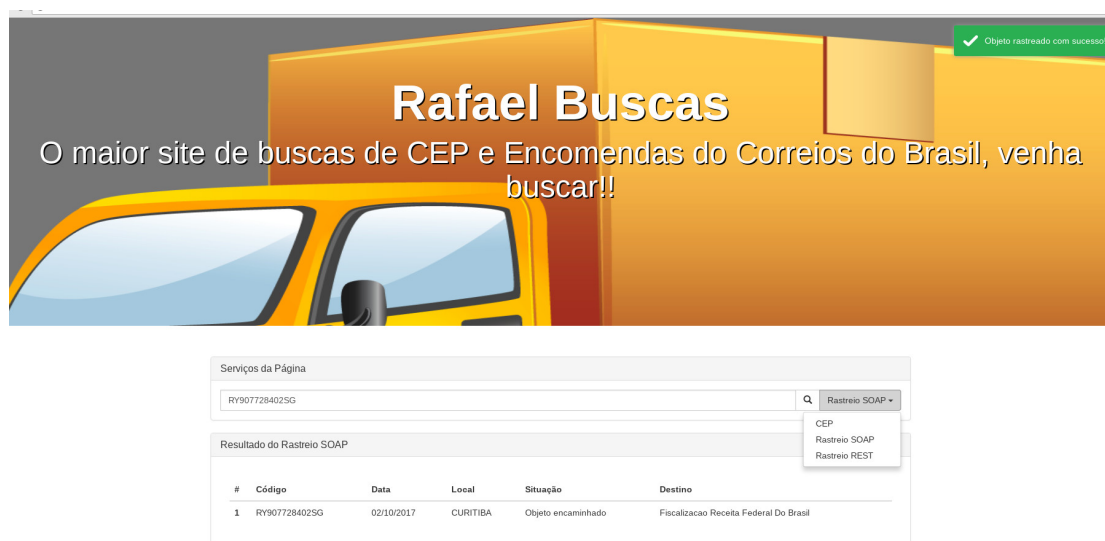 Objeto rastreado com sucesso!
Rafael Buscas
O maior site de buscas de CEP e Encomendas do Correios do Brasil, venha
buscar!!
Serviços da Página
RY907728402SG Rastreio SOAP
CEP
Rastreio SOAP
Rastreio REST
Resultado do Rastreio SOAP
# Código Data Local Situação Destino
1 RY907728402SG 02/10/2017 CURITIBA Objeto encaminhado Fiscalizacao Receita Federal Do Brasil